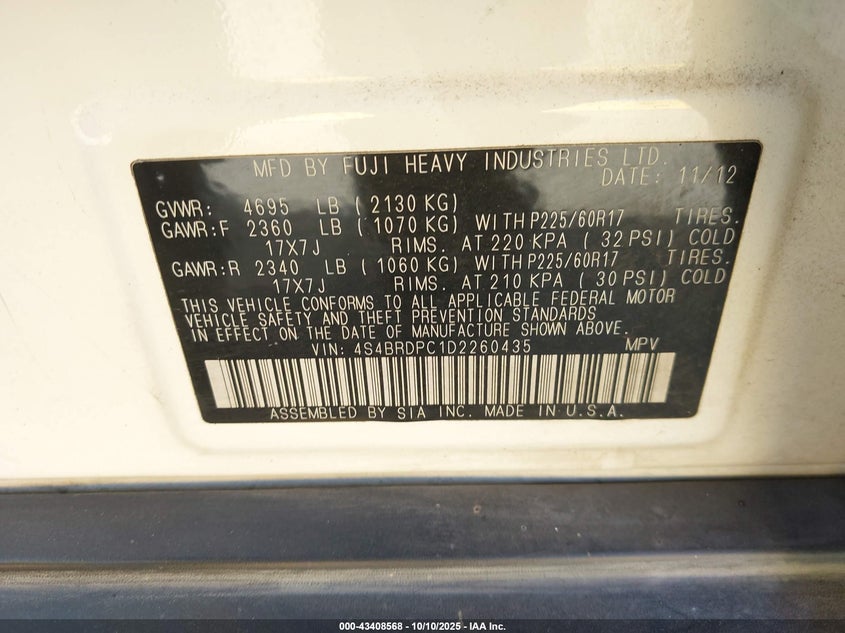 MFD BY FUJI HEAVY INDUSTRIES LTD.
DATE: 11/12
GVWR: 4695 LB ( 2130 KG)
GAWR:F 2360 LB ( 1070 KG) WITH P225/60R17 TIRES.
17X7J RIMS. AT 220 KPA ( 32 PSI) COLD
GAWR:R 2340 LB ( 1060 KG) WITH P225/60R17 TIRES.
17X7J RIMS. AT 210 KPA ( 30 PSI) COLD
THIS VEHICLE CONFORMS TO ALL APPLICABLE FEDERAL MOTOR
VEHICLE SAFETY AND THEFT PREVENTION STANDARDS
IN EFFECT ON THE DATE OF MANUFACTURE SHOWN ABOVE.
VIN: 4S4BRDPC1D2260435 MPV
ASSEMBLED BY SIA INC. MADE IN U.S.A.
000-43408568 - 10/10/2025 - IAA Inc.